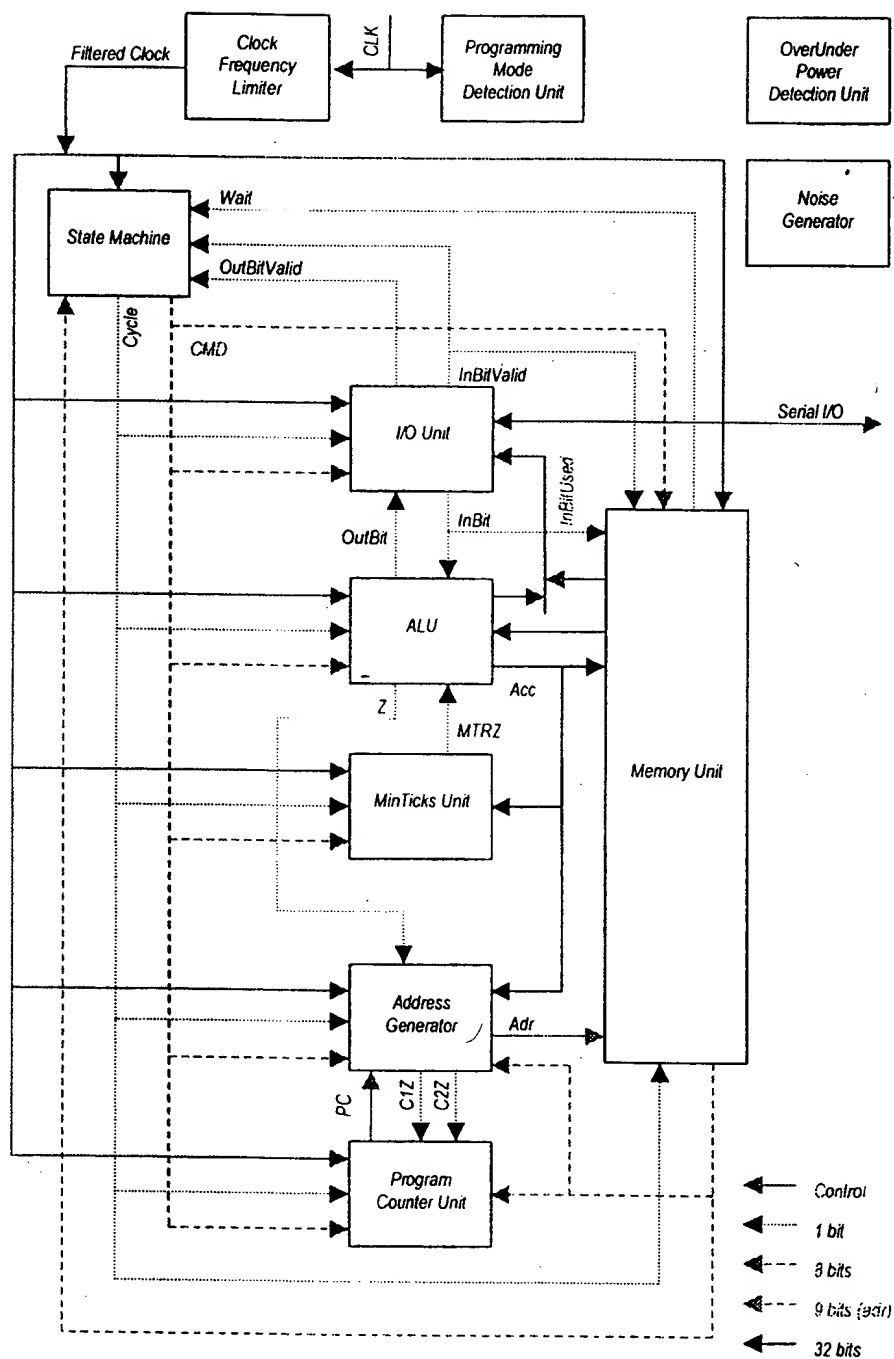 Filtered Clock
Clock
Frequency
Limiter
CLK
Programming
Mode
Detection Unit
OverUnder
Power
Detection Unit
State Machine
Wait
OutBitValid
Noise
Generator
Cycle
CMD
InBitValid
I/O Unit
Serial I/O
InBitUsed
OutBit
InBit
ALU
Acc
Z
MTRZ
MinTicks Unit
Memory Unit
Address
Generator
Adr
PC
C1Z
C2Z
Program
Counter Unit
Control
1 bit
8 bits
9 bits (adr)
32 bits